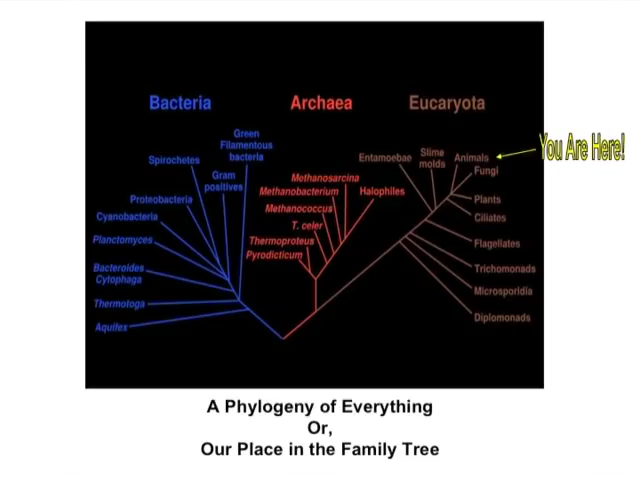 Bacteria
Archaea
Eucaryota
Green
Filamentous
bacteria
Spirochetes
Gram
positives
Proteobacteria
Cyanobacteria
Planctomyces
Bacteroides
Cytophaga
Thermotoga
Aquifex
Methanosarcina
Methanobacterium
Halophiles
Methanococcus
T. celer
Thermoproteus
Pyrodicticum
Entamoebae
Slime
molds
Animals
You Are Here!
Fungi
Plants
Ciliates
Flagellates
Trichomonads
Microsporidia
Diplomonads
A Phylogeny of Everything
Or,
Our Place in the Family Tree